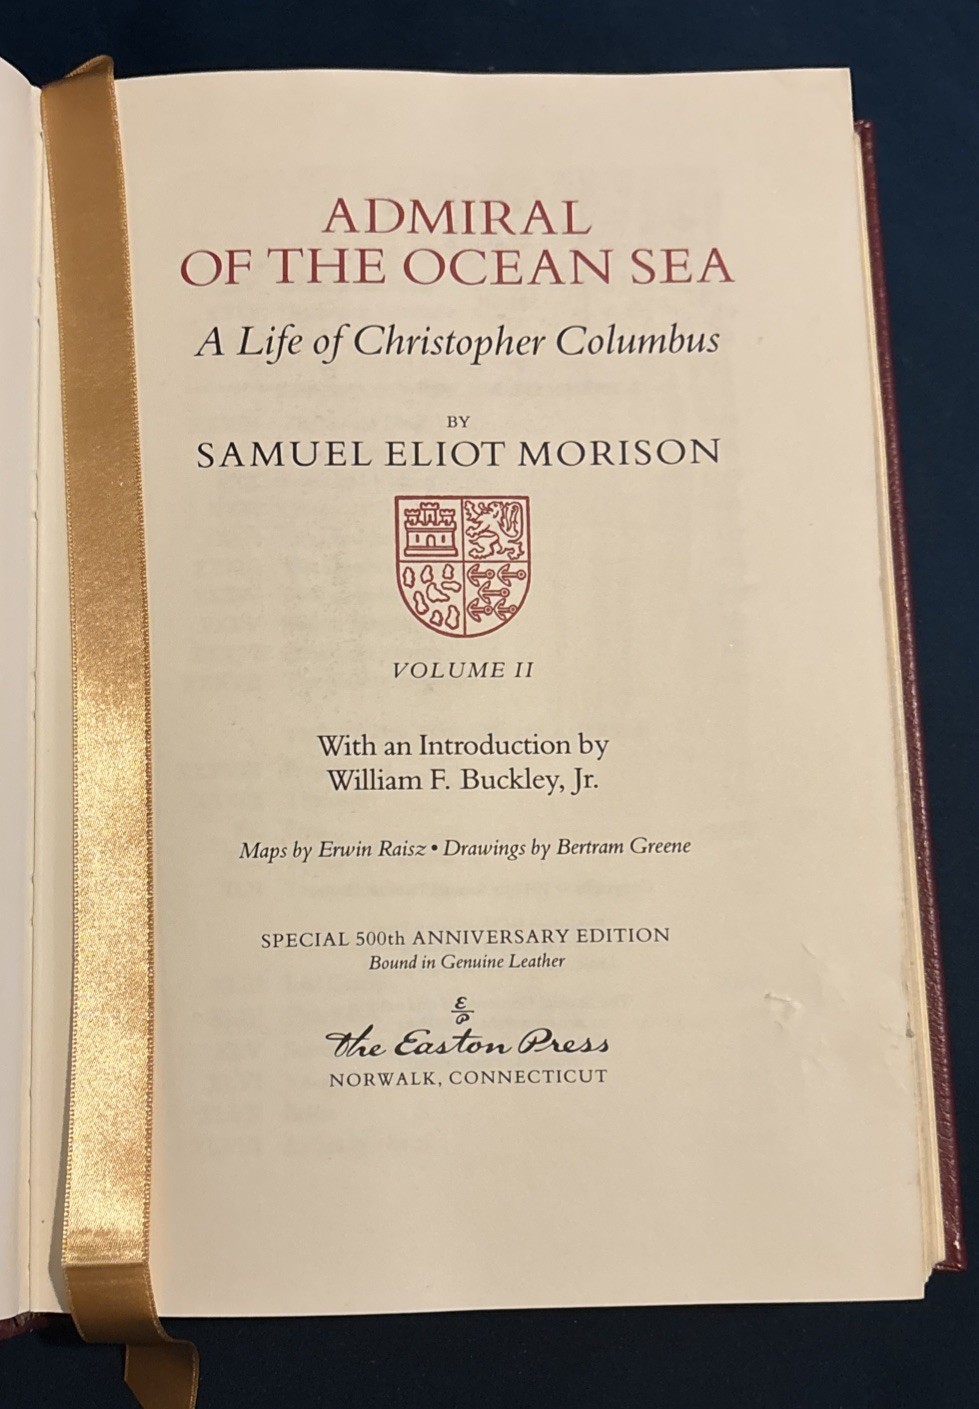 ADMIRAL
OF THE OCEAN SEA
A Life of Christopher Columbus
BY
SAMUEL ELIOT MORISON
VOLUME II
With an Introduction by
William F. Buckley, Jr.
Maps by Erwin Raisz • Drawings by Bertram Greene
SPECIAL 500th ANNIVERSARY EDITION
Bound in Genuine Leather
E
P
The Easton Press
NORWALK, CONNECTICUT